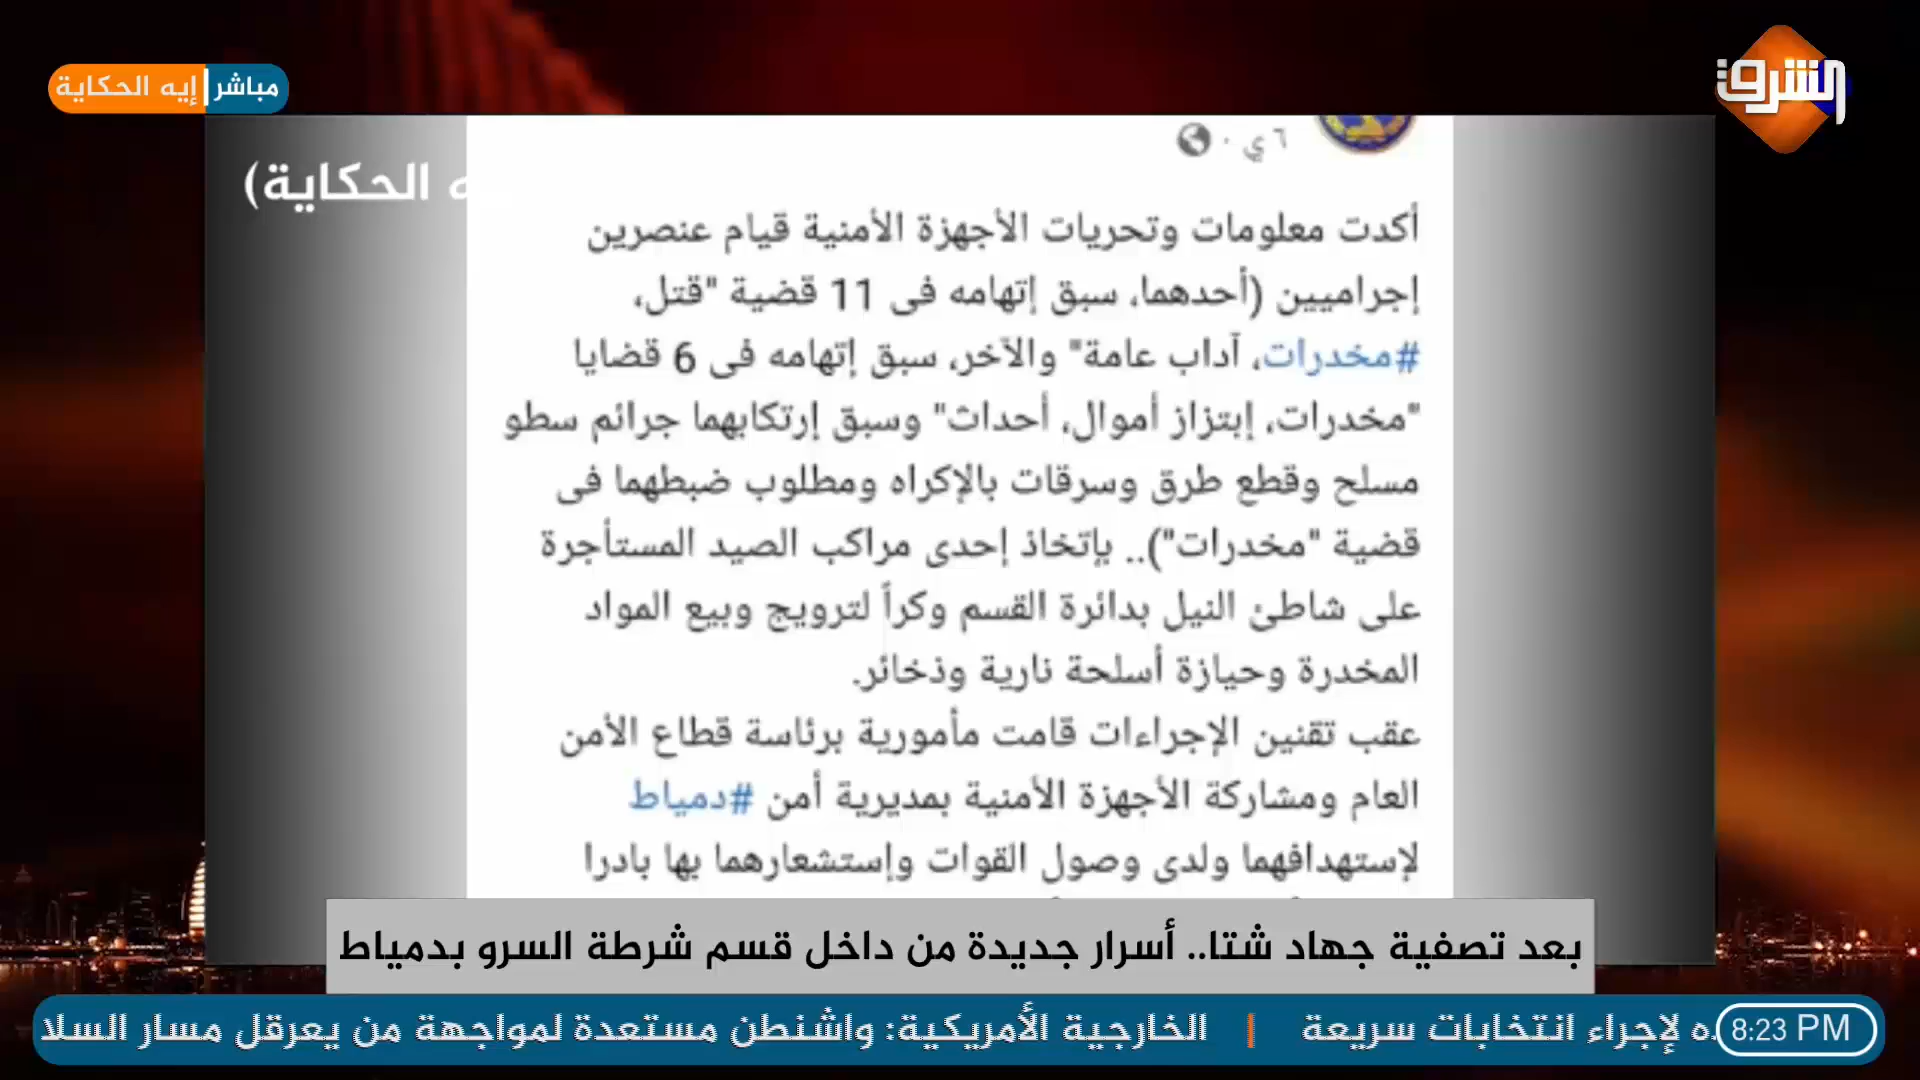 مباشر
إيه الحكاية
الشرق
ه الحكاية)
٦ ي ·
أكدت معلومات وتحريات الأجهزة الأمنية قيام عنصرين
إجراميين (أحدهما، سبق إتهامه فى 11 قضية "قتل،
#مخدرات، آداب عامة" والآخر، سبق إتهامه فى 6 قضايا
"مخدرات، إبتزاز أموال، أحداث" وسبق إرتكابهما جرائم سطو
مسلح وقطع طرق وسرقات بالإكراه ومطلوب ضبطهما فى
قضية "مخدرات").. بإتخاذ إحدى مراكب الصيد المستأجرة
على شاطئ النيل بدائرة القسم وكراً لترويج وبيع المواد
المخدرة وحيازة أسلحة نارية وذخائر.
عقب تقنين الإجراءات قامت مأمورية برئاسة قطاع الأمن
العام ومشاركة الأجهزة الأمنية بمديرية أمن #دمياط
لإستهدافهما ولدى وصول القوات وإستشعارهما بها بادرا
بعد تصفية جهاد شتا.. أسرار جديدة من داخل قسم شرطة السرو بدمياط
ه لإجراء انتخابات سريعة | الخارجية الأمريكية: واشنطن مستعدة لمواجهة من يعرقل مسار السلا
8:23 PM